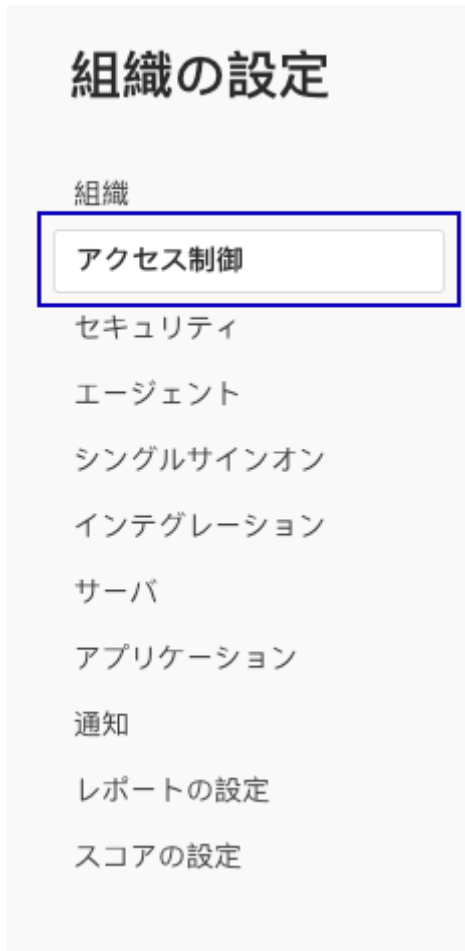 組織の設定
組織
アクセス制御
セキュリティ
エージェント
シングルサインオン
インテグレーション
サーバ
アプリケーション
通知
レポートの設定
スコアの設定